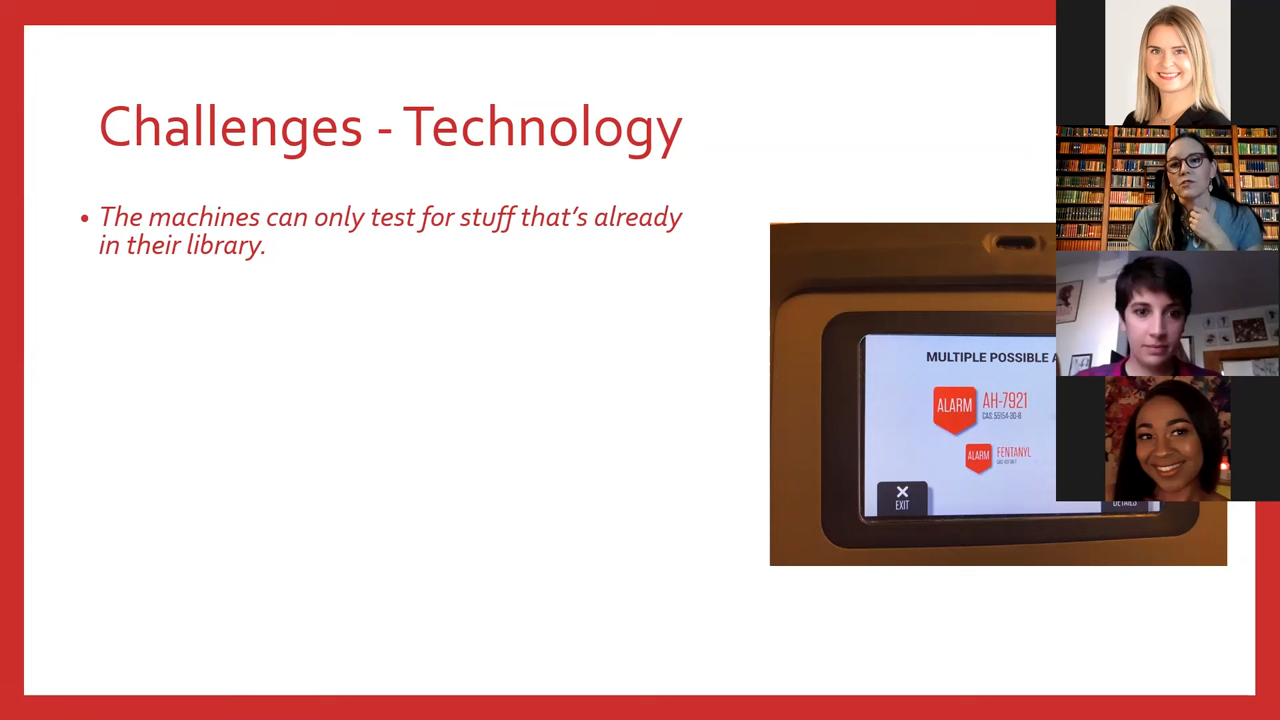 Challenges - Technology
• The machines can only test for stuff that's already
in their library.
MULTIPLE POSSIBLE
ALARM
AH-7921
ALARM
FENTANYL
EXIT
DETAILS